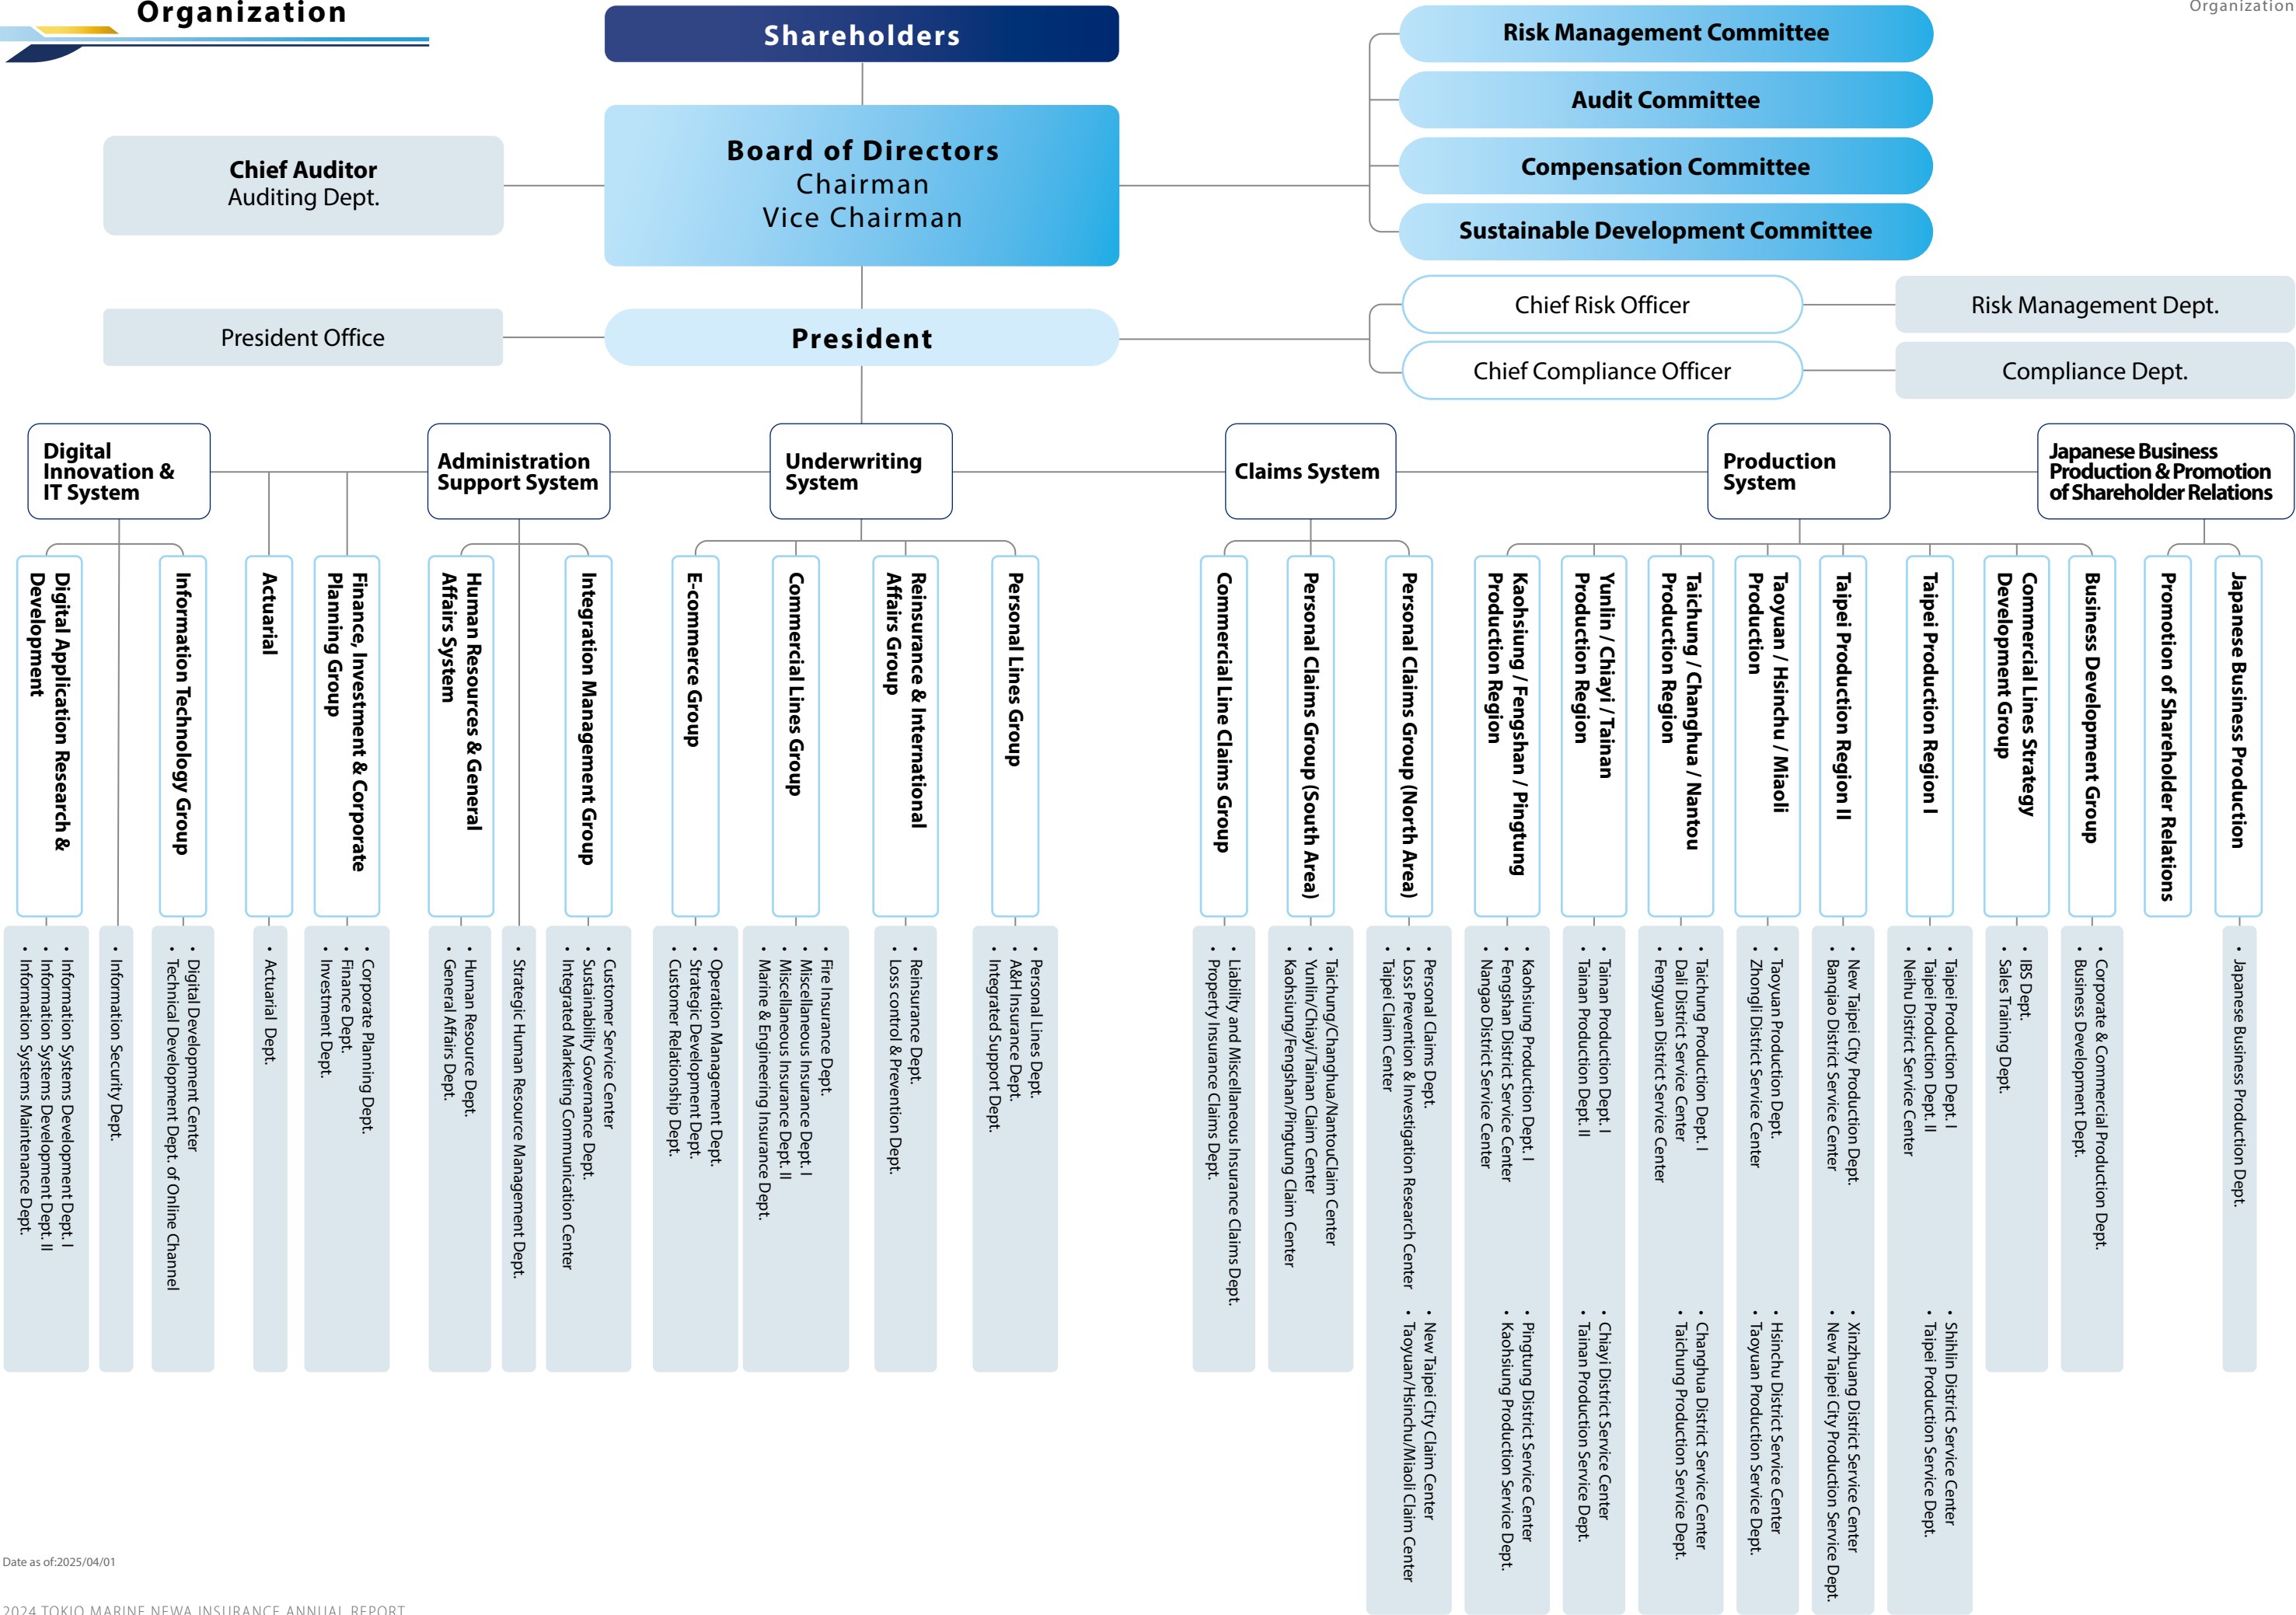 Organization
Organization
Shareholders
Risk Management Committee
Audit Committee
Compensation Committee
Sustainable Development Committee
Board of Directors
Chairman
Vice Chairman
Chief Auditor
Auditing Dept.
President Office
President
Chief Risk Officer
Risk Management Dept.
Chief Compliance Officer
Compliance Dept.
Digital
Innovation &
IT System
Administration
Support System
Underwriting
System
Claims System
Production
System
Japanese Business
Production & Promotion
of Shareholder Relations
Digital Application Research &
Development
Information Technology Group
Actuarial
Finance, Investment & Corporate
Planning Group
Human Resources & General
Affairs System
Integration Management Group
E-commerce Group
Commercial Lines Group
Reinsurance & International
Affairs Group
Personal Lines Group
Commercial Line Claims Group
Personal Claims Group (South Area)
Personal Claims Group (North Area)
Kaohsiung / Fengshan / Pingtung
Production Region
Yunlin / Chiayi / Tainan
Production Region
Taichung / Changhua / Nantou
Production Region
Taoyuan / Hsinchu / Miaoli
Production
Taipei Production Region II
Taipei Production Region I
Commercial Lines Strategy
Development Group
Business Development Group
Promotion of Shareholder Relations
Japanese Business Production
• Information Systems Development Dept. I
• Information Systems Development Dept. II
• Information Systems Maintenance Dept.
• Information Security Dept.
• Digital Development Center
• Technical Development Dept. of Online Channel
• Actuarial Dept.
• Corporate Planning Dept.
• Finance Dept.
• Investment Dept.
• Human Resource Dept.
• General Affairs Dept.
• Strategic Human Resource Management Dept.
• Customer Service Center
• Sustainability Governance Dept.
• Integrated Marketing Communication Center
• Operation Management Dept.
• Strategic Development Dept.
• Customer Relationship Dept.
• Fire Insurance Dept.
• Miscellaneous Insurance Dept. I
• Miscellaneous Insurance Dept. II
• Marine & Engineering Insurance Dept.
• Reinsurance Dept.
• Loss control & Prevention Dept.
• Personal Lines Dept.
• A&H Insurance Dept.
• Integrated Support Dept.
• Liability and Miscellaneous Insurance Claims Dept.
• Property Insurance Claims Dept.
• Taichung/Changhua/NantouClaim Center
• Yunlin/Chiayi/Tainan Claim Center
• Kaohsiung/Fengshan/Pingtung Claim Center
• Personal Claims Dept.
• Loss Prevention & Investigation Research Center
• Taipei Claim Center
• New Taipei City Claim Center
• Taoyuan/Hsinchu/Miaoli Claim Center
• Kaohsiung Production Dept. I
• Fengshan District Service Center
• Nangao District Service Center
• Pingtung District Service Center
• Kaohsiung Production Service Dept.
• Tainan Production Dept. I
• Tainan Production Dept. II
• Chiayi District Service Center
• Tainan Production Service Dept.
• Taichung Production Dept. I
• Dali District Service Center
• Fengyuan District Service Center
• Changhua District Service Center
• Taichung Production Service Dept.
• Taoyuan Production Dept.
• Zhongli District Service Center
• Hsinchu District Service Center
• Taoyuan Production Service Dept.
• New Taipei City Production Dept.
• Banqiao District Service Center
• Xinzhuang District Service Center
• New Taipei City Production Service Dept.
• Taipei Production Dept. I
• Taipei Production Dept. II
• Neihu District Service Center
• Shihlin District Service Center
• Taipei Production Service Dept.
• IBS Dept.
• Sales Training Dept.
• Corporate & Commercial Production Dept.
• Business Development Dept.
• Japanese Business Production Dept.
Date as of:2025/04/01
2024 TOKIO MARINE NEWA INSURANCE ANNUAL REPORT